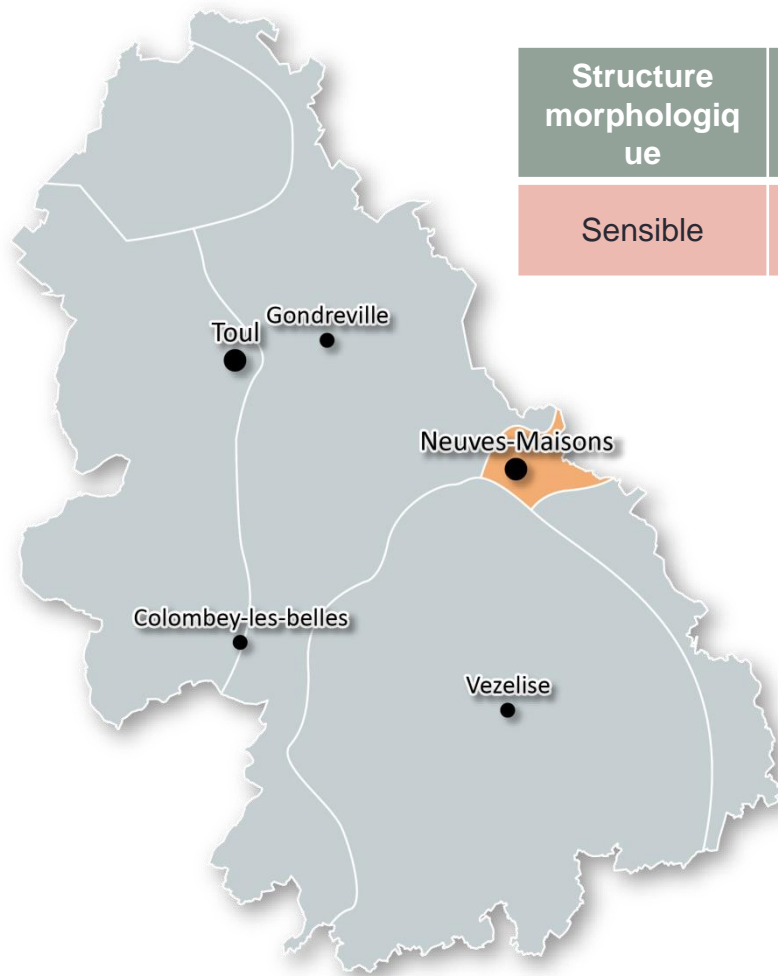 Structure
morphologiq
ue
Sensible
Gondreville
Toul
Neuves-Maisons
Colombey-les-belles
Vezelise